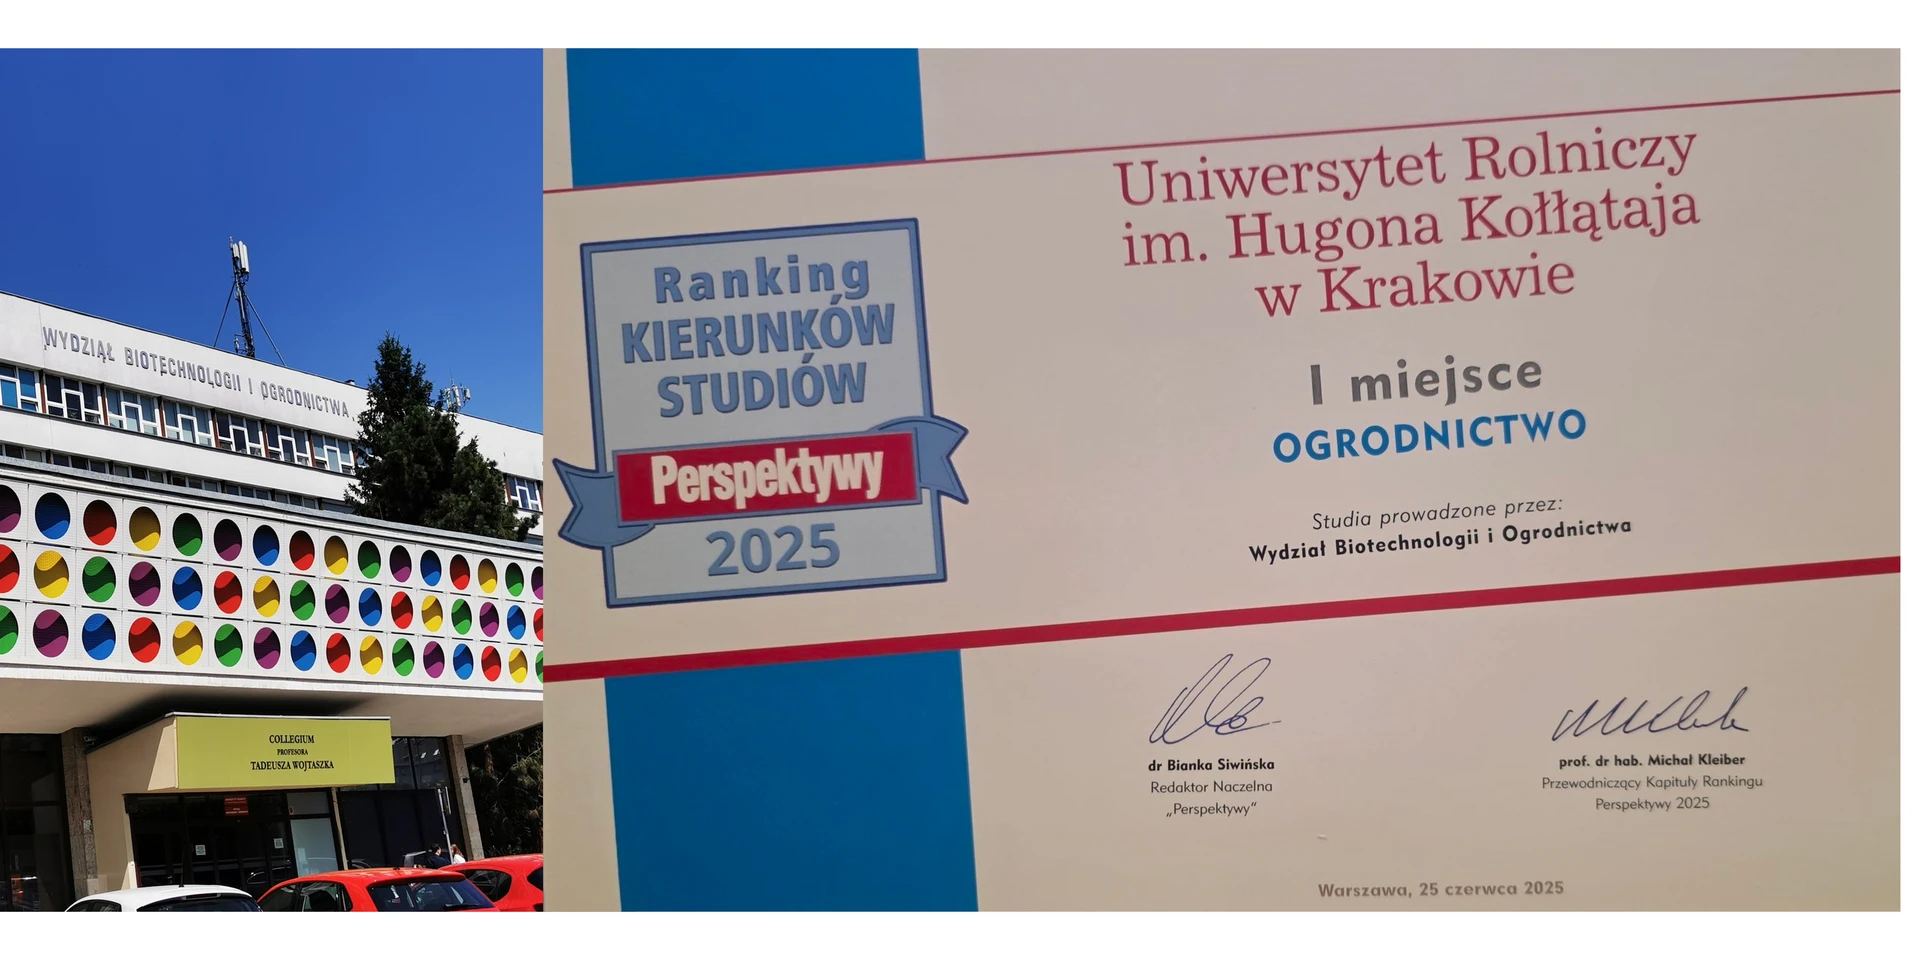 WYDZIAŁ BIOTECHNOLOGII I OGRODNICTWA
COLLEGIUM
PROFESORA
TADEUSZA WOJTASZKA
Ranking
KIERUNKÓW
STUDIÓW
Perspektywy
2025
Uniwersytet Rolniczy
im. Hugona Kołłątaja
w Krakowie
I miejsce
OGRODNICTWO
Studia prowadzone przez:
Wydział Biotechnologii i Ogrodnictwa
dr Bianka Siwińska
Redaktor Naczelna
„Perspektywy”
prof. dr hab. Michał Kleiber
Przewodniczący Kapituły Rankingu
Perspektywy 2025
Warszawa, 25 czerwca 2025